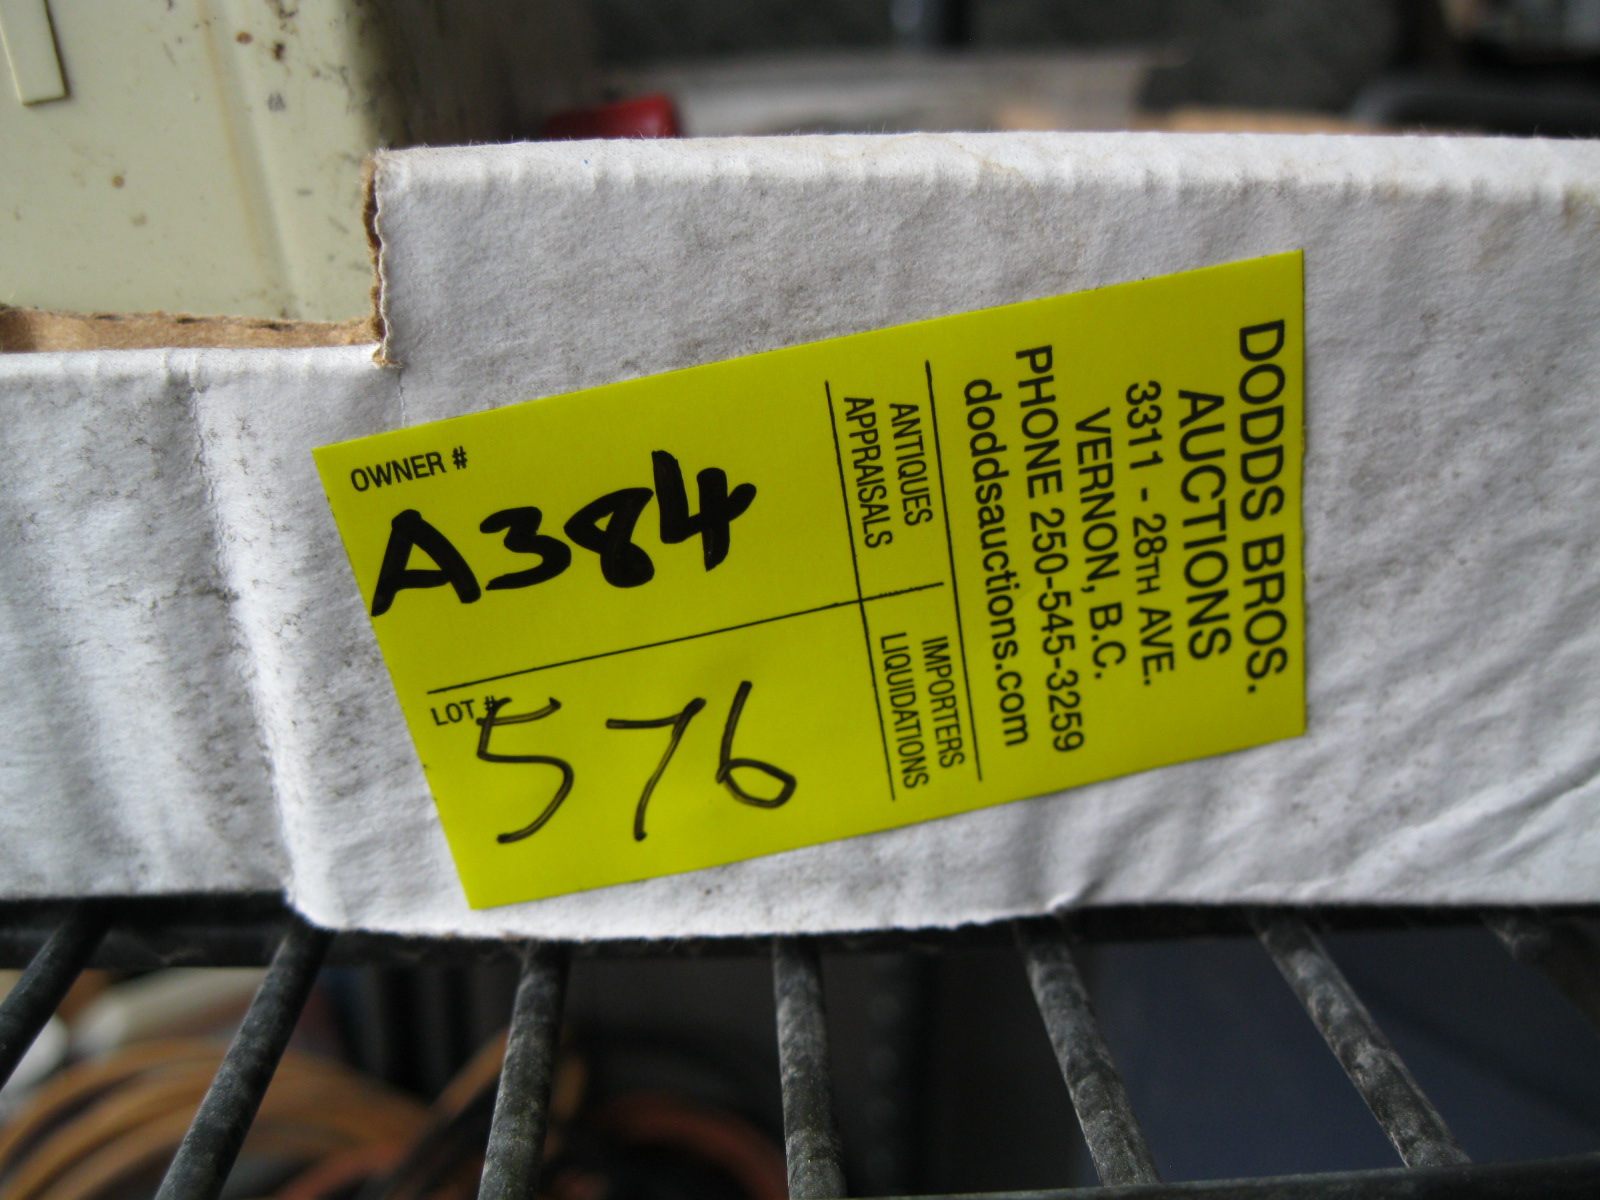 DODDS BROS.
AUCTIONS
3311 - 28TH AVE.
VERNON, B.C.
PHONE 250-545-3259
doddsauctions.com
ANTIQUES
APPRAISALS
IMPORTERS
LIQUIDATIONS
OWNER #
A384
LOT #
576